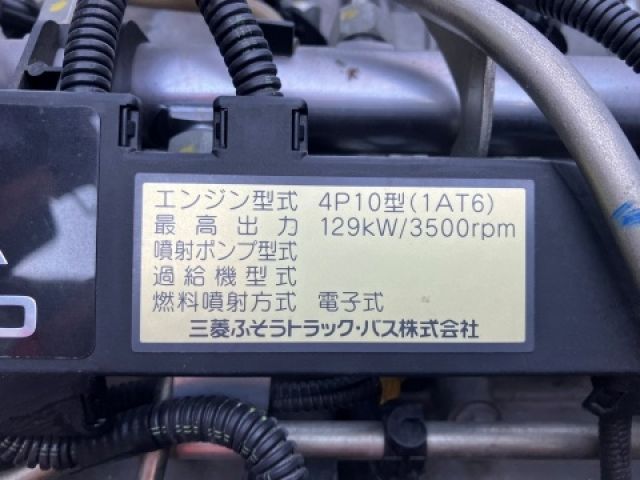 エンジン型式 4P10型(1AT6)
最高出力 129kW/3500rpm
噴射ポンプ型式
過給機型式
燃料噴射方式 電子式
三菱ふそうトラック・バス株式会社